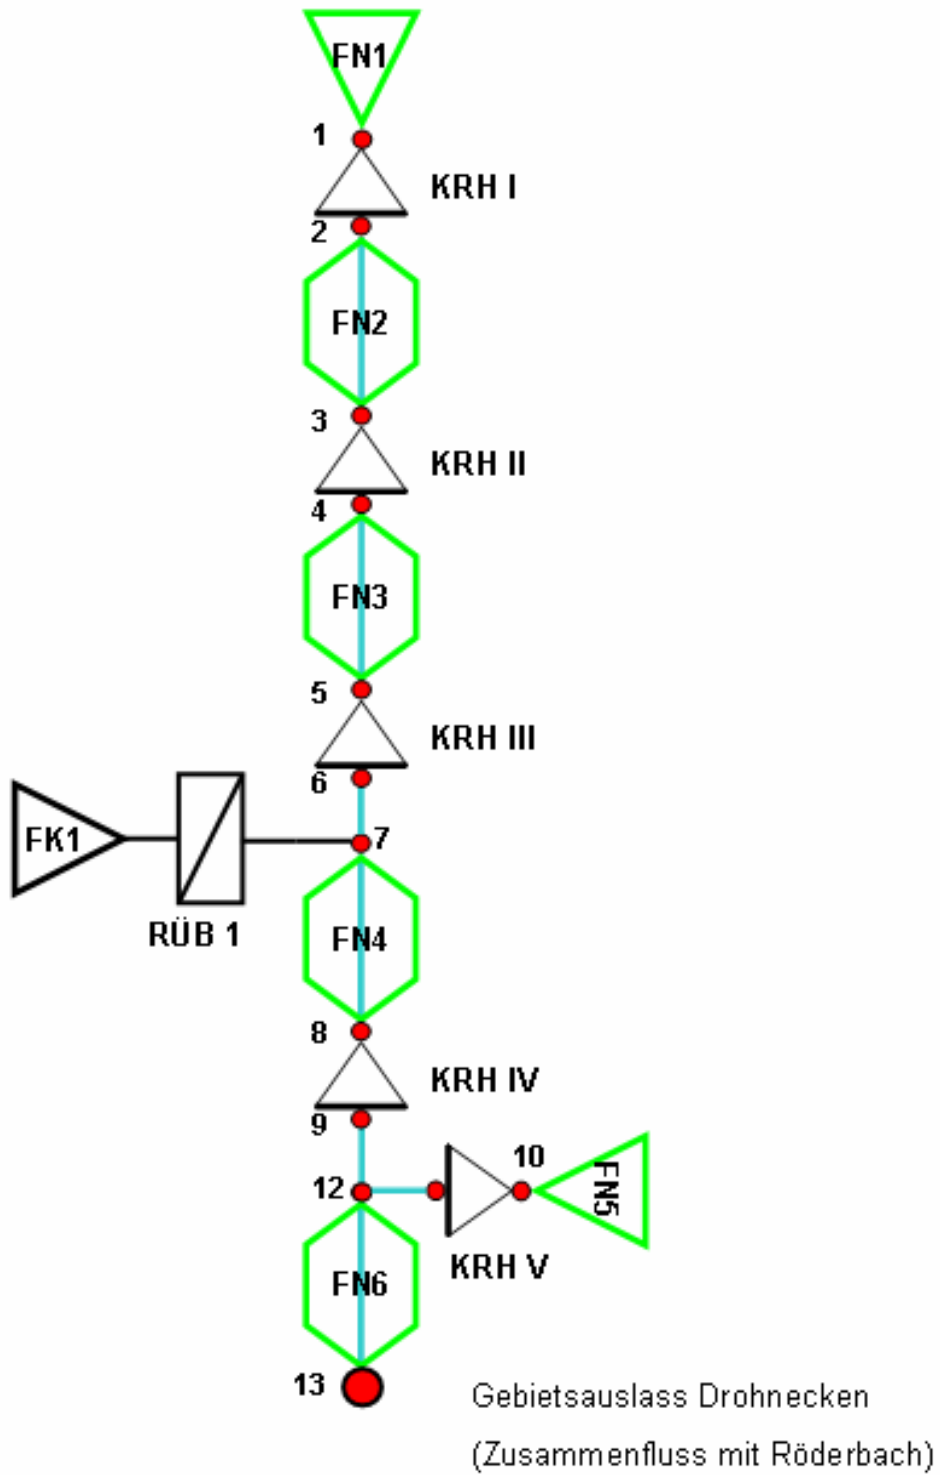 FN1
1
KRH I
2
FN2
3
KRH II
4
FN3
5
KRH III
6
7
FK1
RÜB 1
FN4
8
KRH IV
9
10
12
FN5
KRH V
FN6
13
Gebietsauslass Drohnecken
(Zusammenfluss mit Röderbach)